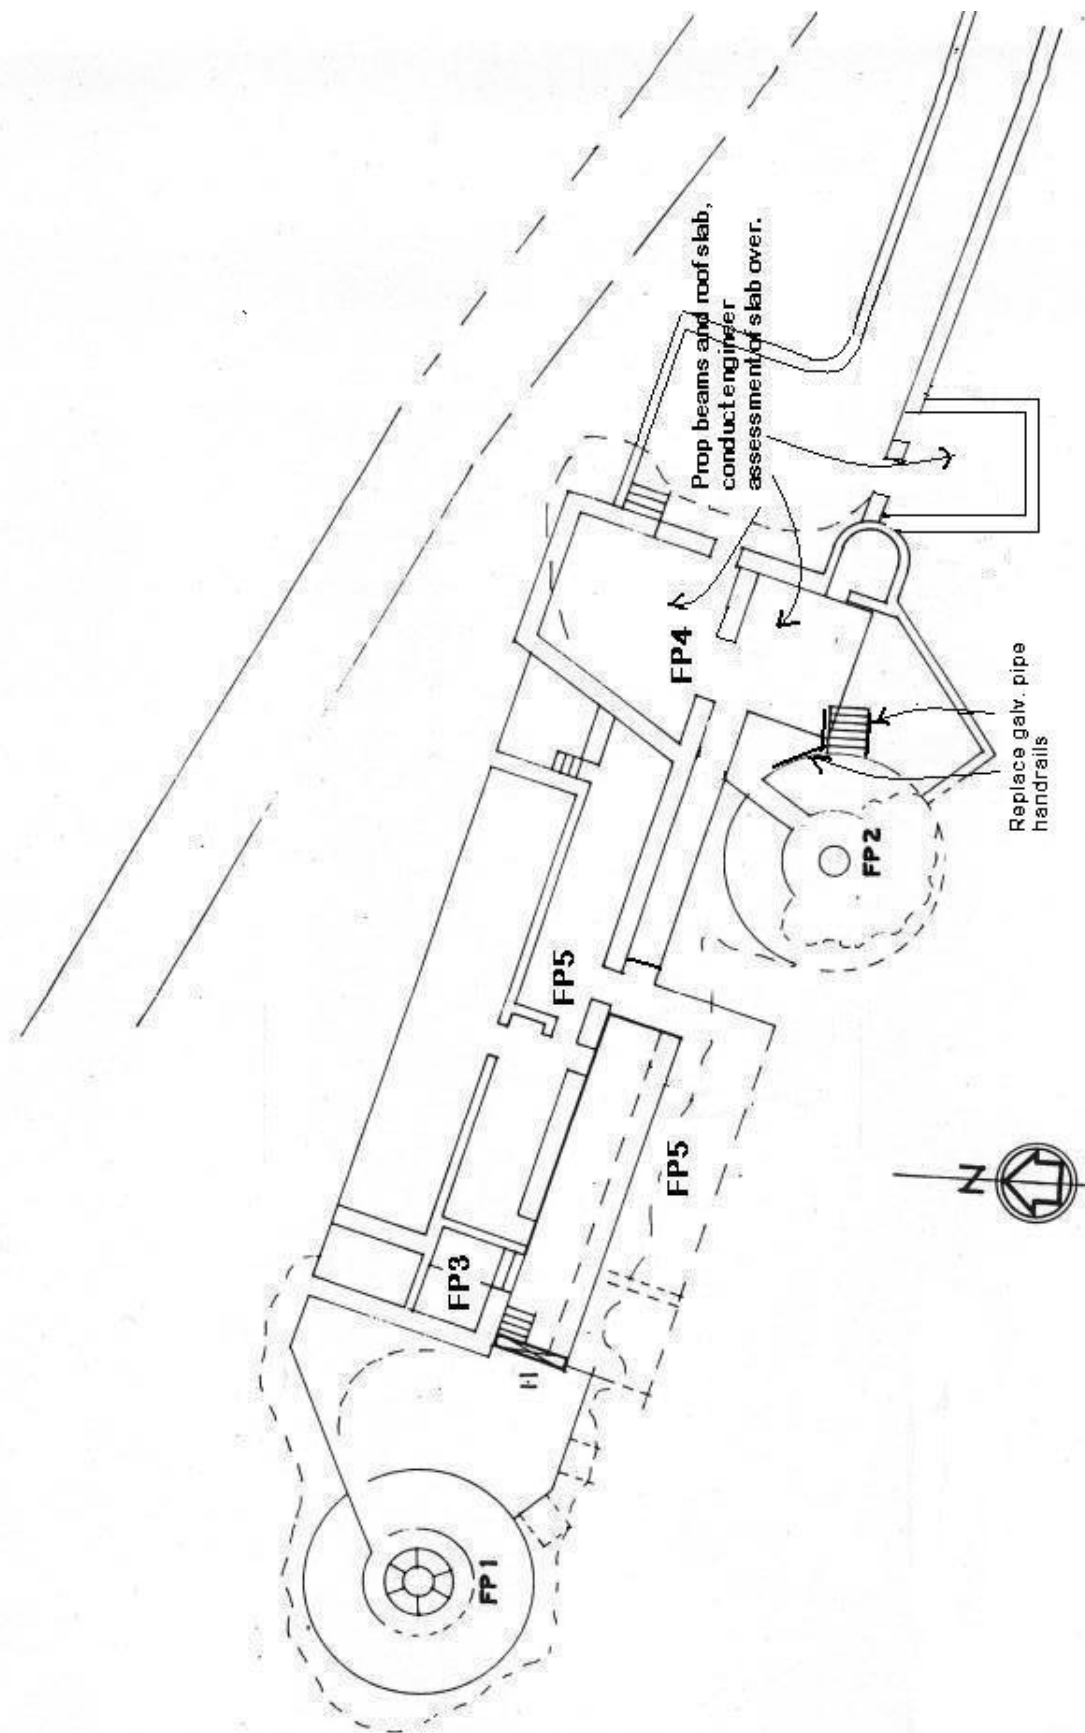 Prop beams and roof slab,
conduct engineer
assessment of slab over.
FP4
Replace galv. pipe
handrails
FP2
FP5
FP5
N
FP3
H
FP1